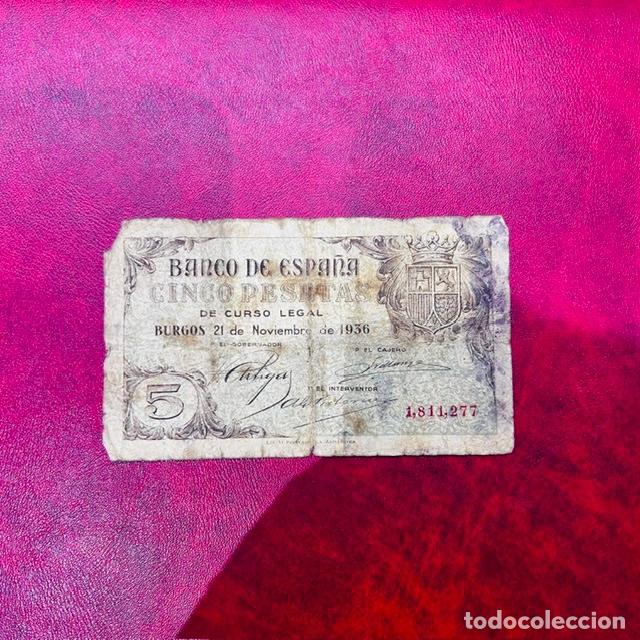 BANCO DE ESPAÑA
CINCO PESETAS
DE CURSO LEGAL
BURGOS 21 de Noviembre de 1936
P EL GOBERNADOR
P EL CAJERO
P EL INTERVENTOR
5
1,811,277
todocoleccion